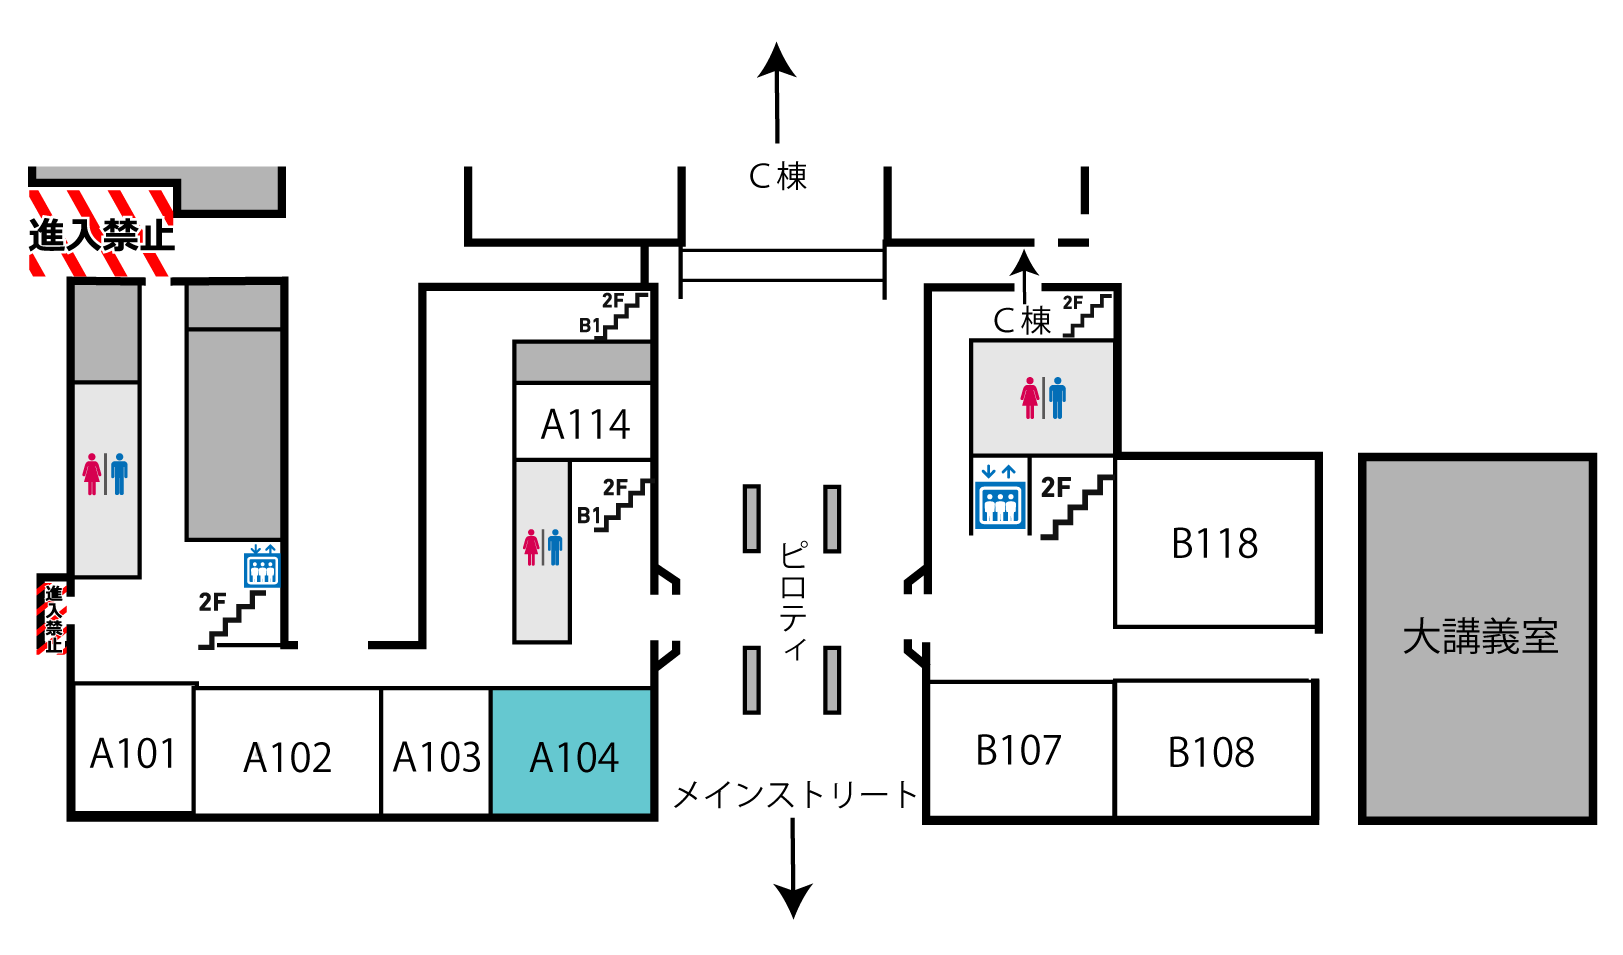 C棟
進入禁止
2F
B1
C棟
2F
A114
2F
B1
2F
B118
ピロティ
進入禁止
2F
大講義室
A101
A102
A103
A104
B107
B108
メインストリート